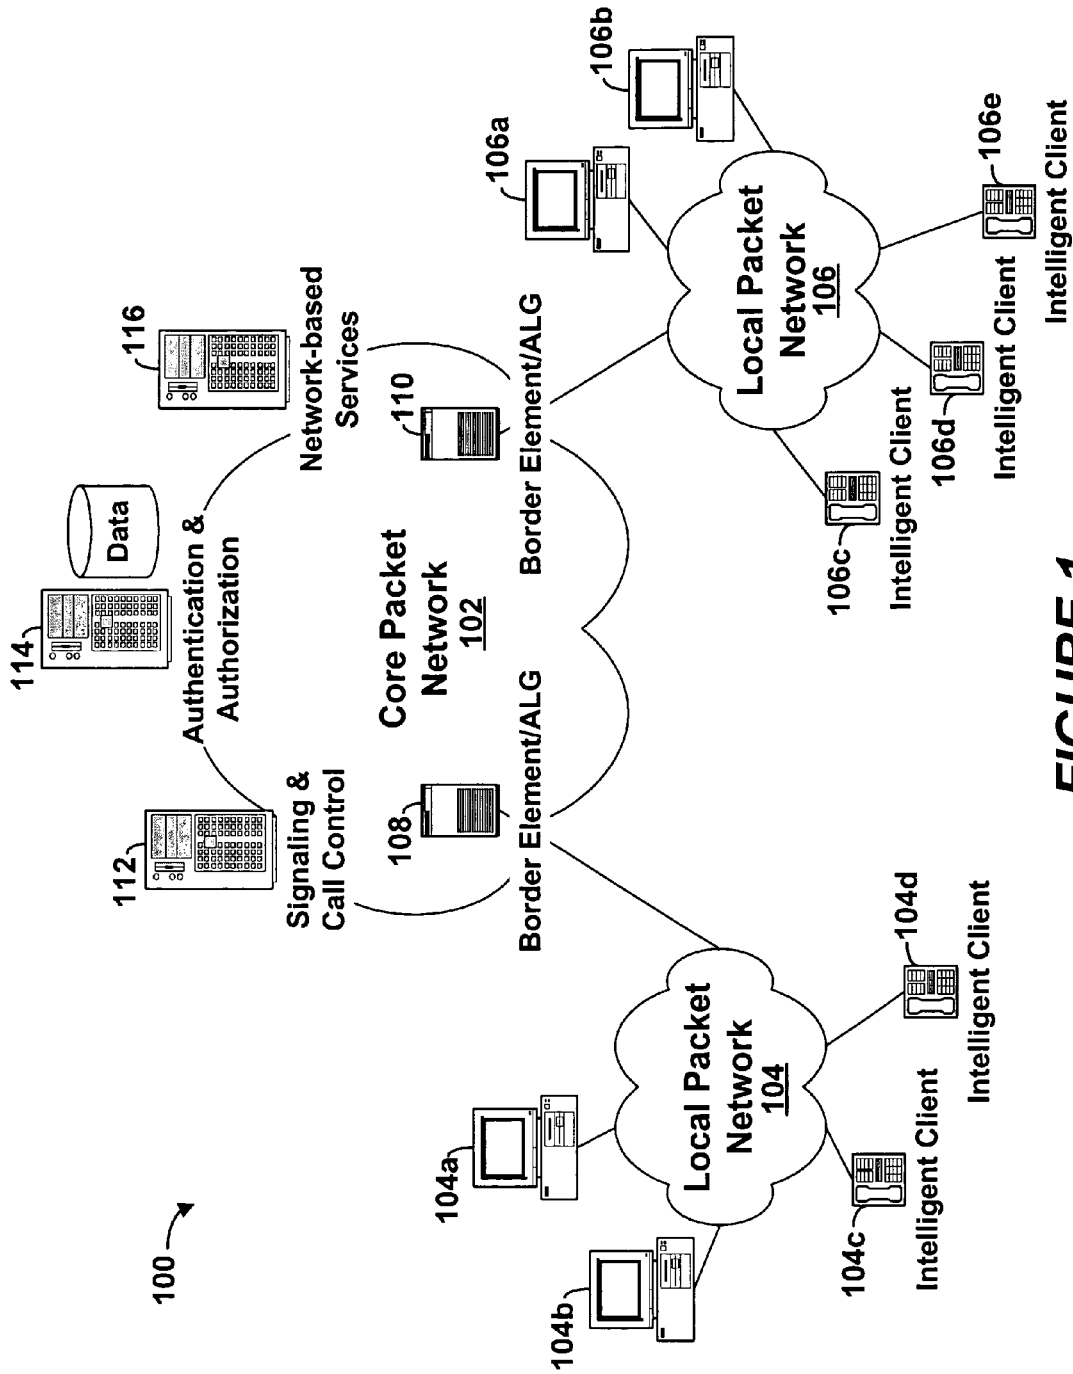 100
114
Data
116
112
Authentication &
Authorization
Network-based
Services
Signaling &
Call Control
108
110
Core Packet
Network
102
Border Element/ALG
Border Element/ALG
106a
106b
104a
104b
Local Packet
Network
104
Local Packet
Network
106
104c
Intelligent Client
104d
Intelligent Client
106c
Intelligent Client
106d
Intelligent Client
106e
Intelligent Client
FIGURE 1